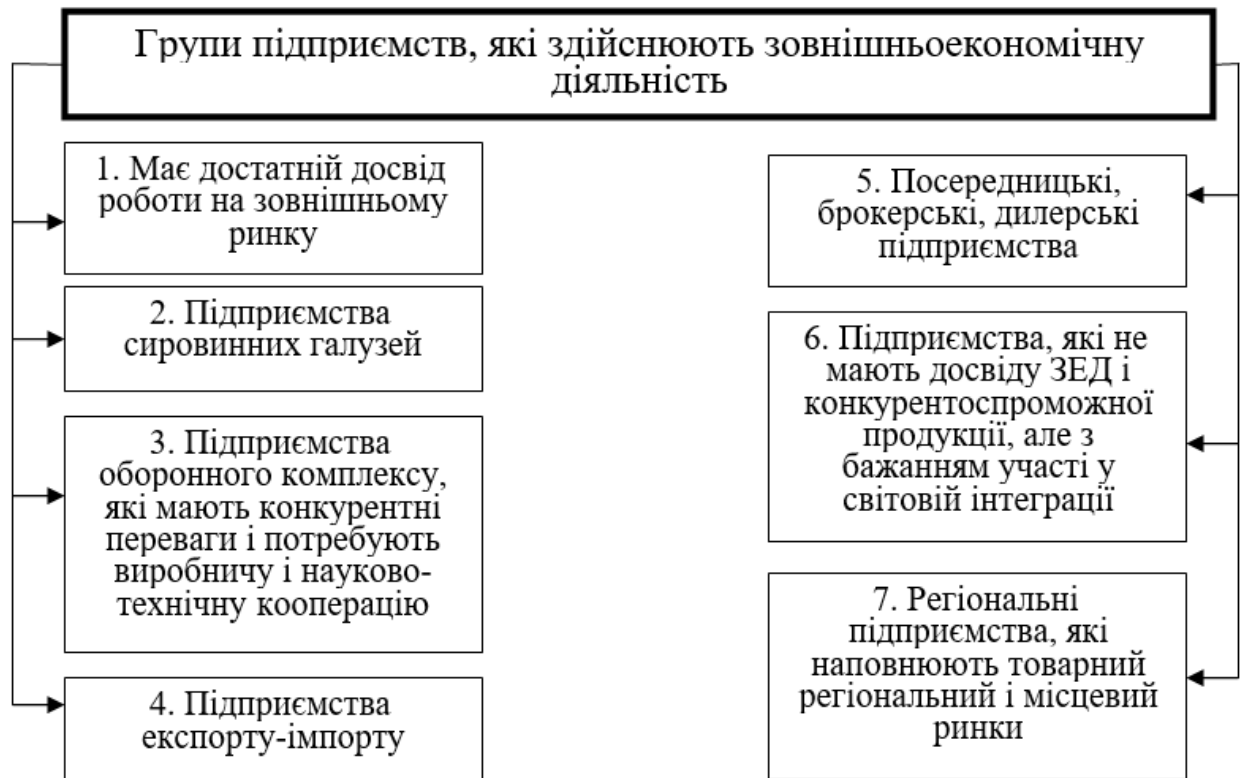 Групи підприємств, які здійснюють зовнішньоекономічну
діяльність
1. Має достатній досвід
роботи на зовнішньому
ринку
2. Підприємства
сировинних галузей
3. Підприємства
оборонного комплексу,
які мають конкурентні
переваги і потребують
виробничу і науково-
технічну кооперацію
4. Підприємства
експорту-імпорту
5. Посередницькі,
брокерські, дилерські
підприємства
6. Підприємства, які не
мають досвіду ЗЕД і
конкурентоспроможної
продукції, але з
бажанням участі у
світовій інтеграції
7. Регіональні
підприємства, які
наповнюють товарний
регіональний і місцевий
ринки